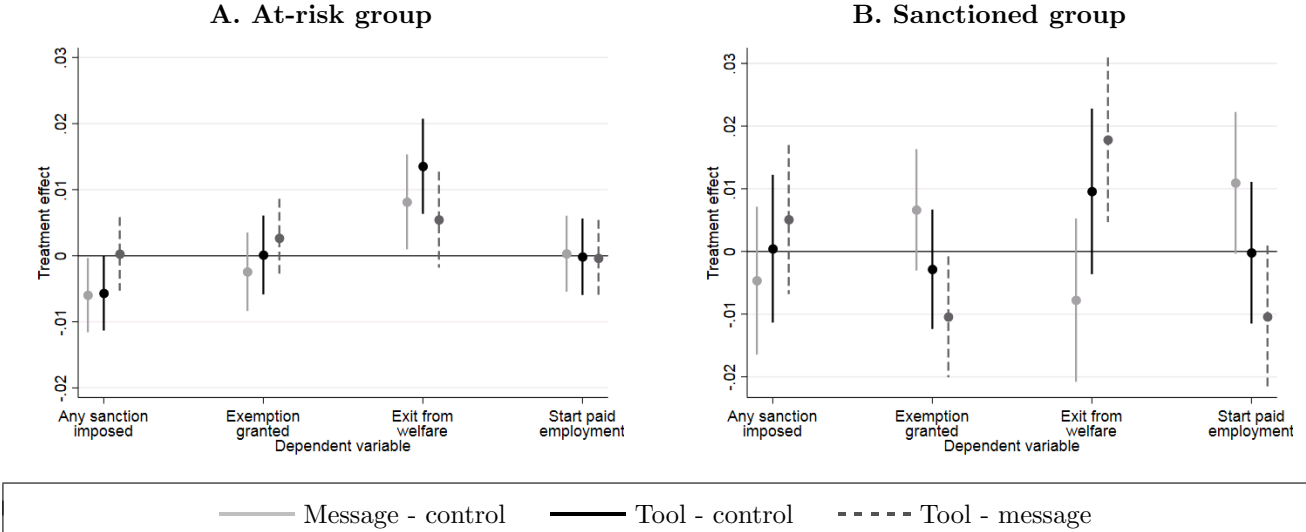 A. At-risk group
B. Sanctioned group
Treatment effect
.03
.02
.01
0
-.01
-.02
Any sanction
imposed
Exemption
granted
Exit from
welfare
Start paid
employment
Dependent variable
Treatment effect
.03
.02
.01
0
-.01
-.02
Any sanction
imposed
Exemption
granted
Exit from
welfare
Start paid
employment
Dependent variable
Message - control
Tool - control
Tool - message